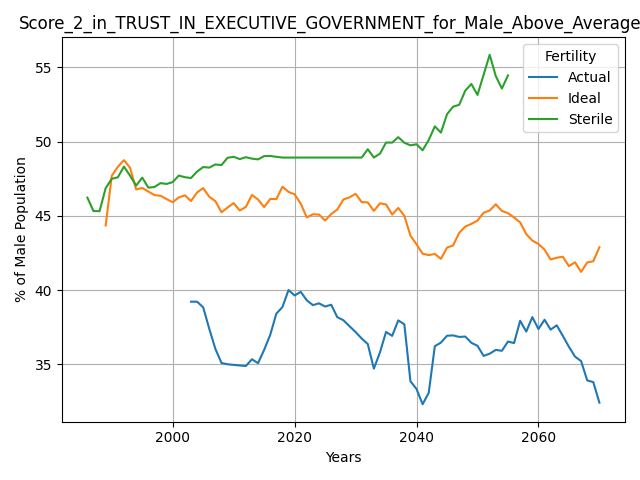 Score_2_in_TRUST_IN_EXECUTIVE_GOVERNMENT_for_Male_Above_Average
Fertility
Actual
Ideal
Sterile
% of Male Population
55
50
45
40
35
2000
2020
2040
2060
Years